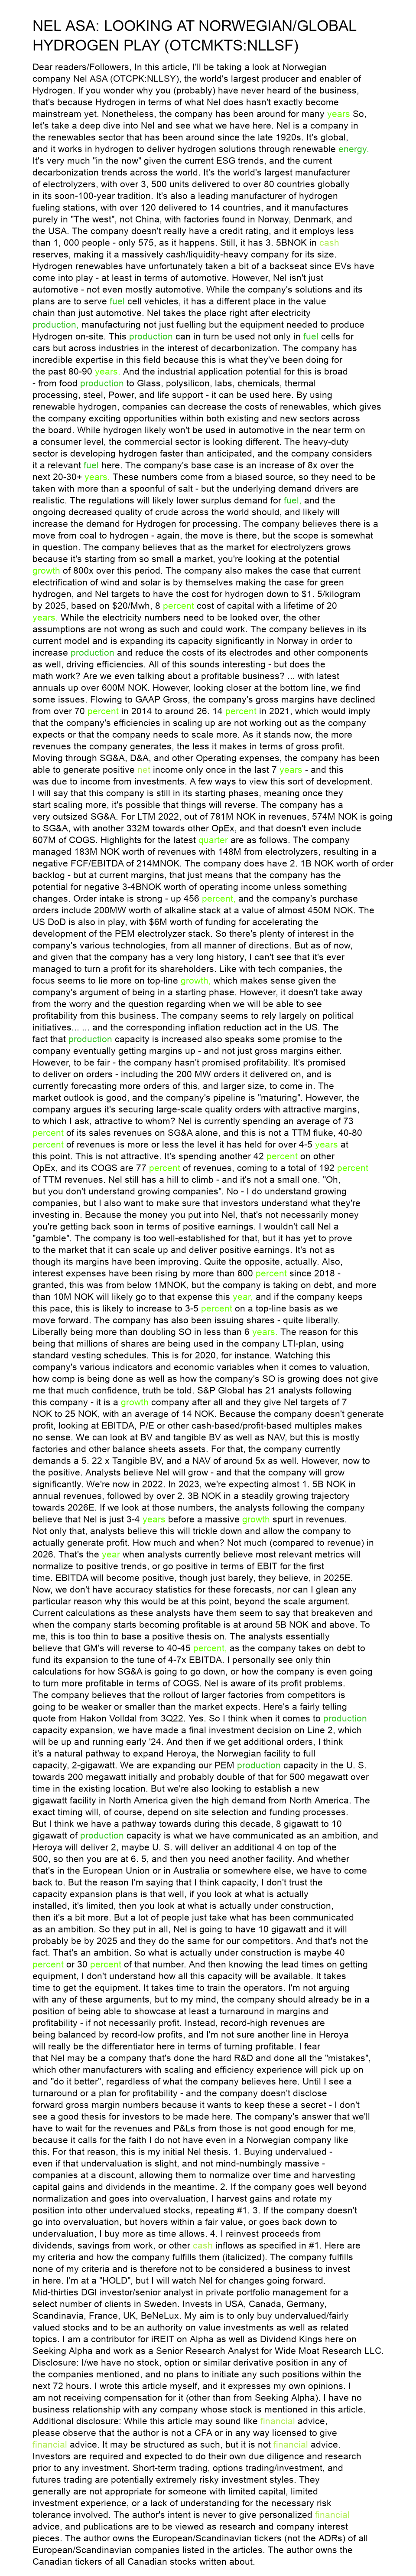 NEL ASA: LOOKING AT NORWEGIAN/GLOBAL
HYDROGEN PLAY (OTCMKTS:NLLSF)
Dear readers/Followers, In this article, I'll be taking a look at Norwegian
company Nel ASA (OTCPK:NLLSY), the world's largest producer and enabler of
Hydrogen. If you wonder why you (probably) have never heard of the business,
that's because Hydrogen in terms of what Nel does hasn't exactly become
mainstream yet. Nonetheless, the company has been around for many years So,
let's take a deep dive into Nel and see what we have here. Nel is a company in
the renewables sector that has been around since the late 1920s. It's global,
and it works in hydrogen to deliver hydrogen solutions through renewable energy.
It's very much "in the now" given the current ESG trends, and the current
decarbonization trends across the world. It's the world's largest manufacturer
of electrolyzers, with over 3, 500 units delivered to over 80 countries globally
in its soon-100-year tradition. It's also a leading manufacturer of hydrogen
fueling stations, with over 120 delivered to 14 countries, and it manufactures
purely in "The west", not China, with factories found in Norway, Denmark, and
the USA. The company doesn't really have a credit rating, and it employs less
than 1, 000 people - only 575, as it happens. Still, it has 3. 5BNOK in cash
reserves, making it a massively cash/liquidity-heavy company for its size.
Hydrogen renewables have unfortunately taken a bit of a backseat since EVs have
come into play - at least in terms of automotive. However, Nel isn't just
automotive - not even mostly automotive. While the company's solutions and its
plans are to serve fuel cell vehicles, it has a different place in the value
chain than just automotive. Nel takes the place right after electricity
production, manufacturing not just fuelling but the equipment required to produce
Hydrogen on-site. This production can in turn be used not only in fuel cells for
cars but across industries in the interest of decarbonization. The company has
incredible expertise in this field because this is what they've been doing for
the past 80-90 years. And the industrial application potential for this is broad
- from food production to Glass, polysilicon, labs, chemicals, thermal
processing, steel, Power, and life support - it can be used here. By using
renewable hydrogen, companies can decrease the costs of renewables, which gives
the company exciting opportunities within both existing and new sectors across
the board. While hydrogen likely won't be used in automotive in the near term on
a consumer level, the commercial sector is looking different. The heavy-duty
sector is developing hydrogen faster than anticipated, and the company considers
it a relevant fuel here. The company's base case is an increase of 8x over the
next 20-30+ years. These numbers come from a biased source, so they need to be
taken with more than a spoonful of salt - but the underlying demand drivers are
realistic. The regulations will likely lower surplus demand for fuel, and the
ongoing decreased quality of crude across the world should, and likely will
increase the demand for Hydrogen for processing. The company believes there is a
move from coal to hydrogen - again, the move is there, but the scope is somewhat
in question. The company believes that as the market for electrolyzers grows
because it's starting from so small a market, you're looking at the potential
growth of 800x over this period. The company also makes the case that current
electrification of wind and solar is by themselves making the case for green
hydrogen, and Nel targets to have the cost for hydrogen down to $1. 5/kilogram
by 2025, based on $20/Mwh, 8 percent cost of capital with a lifetime of 20
years. While the electricity numbers need to be looked over, the other
assumptions are not wrong as such and could work. The company believes in its
current model and is expanding its capacity significantly in Norway in order to
increase production and reduce the costs of its electrodes and other components
as well, driving efficiencies. All of this sounds interesting - but does the
math work? Are we even talking about a profitable business? ... with latest
annuals up over 600M NOK. However, looking closer at the bottom line, we find
some issues. Flowing to GAAP Gross, the company's gross margins have declined
from over 70 percent in 2014 to around 26. 14 percent in 2021, which would imply
that the company's efficiencies in scaling up are not working out as the company
expects or that the company needs to scale more. As it stands now, the more
revenues the company generates, the less it makes in terms of gross profit.
Moving through SG&A, D&A, and other Operating expenses, the company has been
able to generate positive net income only once in the last 7 years - and this
was due to income from investments. A few ways to view this sort of development.
I will say that this company is still in its starting phases, meaning once they
start scaling more, it's possible that things will reverse. The company has a
very outsized SG&A. For LTM 2022, out of 781M NOK in revenues, 574M NOK is going
to SG&A, with another 332M towards other OpEx, and that doesn't even include
607M of COGS. Highlights for the latest quarter are as follows. The company
managed 183M NOK worth of revenues with 148M from electrolyzers, resulting in a
negative FCF/EBITDA of 214MNOK. The company does have 2. 1B NOK worth of order
backlog - but at current margins, that just means that the company has the
potential for negative 3-4BNOK worth of operating income unless something
changes. Order intake is strong - up 456 percent, and the company's purchase
orders include 200MW worth of alkaline stack at a value of almost 450M NOK. The
US DoD is also in play, with $6M worth of funding for accelerating the
development of the PEM electrolyzer stack. So there's plenty of interest in the
company's various technologies, from all manner of directions. But as of now,
and given that the company has a very long history, I can't see that it's ever
managed to turn a profit for its shareholders. Like with tech companies, the
focus seems to lie more on top-line growth, which makes sense given the
company's argument of being in a starting phase. However, it doesn't take away
from the worry and the question regarding when we will be able to see
profitability from this business. The company seems to rely largely on political
initiatives... ... and the corresponding inflation reduction act in the US. The
fact that production capacity is increased also speaks some promise to the
company eventually getting margins up - and not just gross margins either.
However, to be fair - the company hasn't promised profitability. It's promised
to deliver on orders - including the 200 MW orders it delivered on, and is
currently forecasting more orders of this, and larger size, to come in. The
market outlook is good, and the company's pipeline is "maturing". However, the
company argues it's securing large-scale quality orders with attractive margins,
to which I ask, attractive to whom? Nel is currently spending an average of 73
percent of its sales revenues on SG&A alone, and this is not a TTM fluke, 40-80
percent of revenues is more or less the level it has held for over 4-5 years at
this point. This is not attractive. It's spending another 42 percent on other
OpEx, and its COGS are 77 percent of revenues, coming to a total of 192 percent
of TTM revenues. Nel still has a hill to climb - and it's not a small one. "Oh,
but you don't understand growing companies". No - I do understand growing
companies, but I also want to make sure that investors understand what they're
investing in. Because the money you put into Nel, that's not necessarily money
you're getting back soon in terms of positive earnings. I wouldn't call Nel a
"gamble". The company is too well-established for that, but it has yet to prove
to the market that it can scale up and deliver positive earnings. It's not as
though its margins have been improving. Quite the opposite, actually. Also,
interest expenses have been rising by more than 600 percent since 2018 -
granted, this was from below 1MNOK, but the company is taking on debt, and more
than 10M NOK will likely go to that expense this year, and if the company keeps
this pace, this is likely to increase to 3-5 percent on a top-line basis as we
move forward. The company has also been issuing shares - quite liberally.
Liberally being more than doubling SO in less than 6 years. The reason for this
being that millions of shares are being used in the company LTI-plan, using
standard vesting schedules. This is for 2020, for instance. Watching this
company's various indicators and economic variables when it comes to valuation,
how comp is being done as well as how the company's SO is growing does not give
me that much confidence, truth be told. S&P Global has 21 analysts following
this company - it is a growth company after all and they give Nel targets of 7
NOK to 25 NOK, with an average of 14 NOK. Because the company doesn't generate
profit, looking at EBITDA, P/E or other cash-based/profit-based multiples makes
no sense. We can look at BV and tangible BV as well as NAV, but this is mostly
factories and other balance sheets assets. For that, the company currently
demands a 5. 22 x Tangible BV, and a NAV of around 5x as well. However, now to
the positive. Analysts believe Nel will grow - and that the company will grow
significantly. We're now in 2022. In 2023, we're expecting almost 1. 5B NOK in
annual revenues, followed by over 2. 3B NOK in a steadily growing trajectory
towards 2026E. If we look at those numbers, the analysts following the company
believe that Nel is just 3-4 years before a massive growth spurt in revenues.
Not only that, analysts believe this will trickle down and allow the company to
actually generate profit. How much and when? Not much (compared to revenue) in
2026. That's the year when analysts currently believe most relevant metrics will
normalize to positive trends, or go positive in terms of EBIT for the first
time. EBITDA will become positive, though just barely, they believe, in 2025E.
Now, we don't have accuracy statistics for these forecasts, nor can I glean any
particular reason why this would be at this point, beyond the scale argument.
Current calculations as these analysts have them seem to say that breakeven and
when the company starts becoming profitable is at around 5B NOK and above. To
me, this is too thin to base a positive thesis on. The analysts essentially
believe that GM's will reverse to 40-45 percent, as the company takes on debt to
fund its expansion to the tune of 4-7x EBITDA. I personally see only thin
calculations for how SG&A is going to go down, or how the company is even going
to turn more profitable in terms of COGS. Nel is aware of its problems.
The company believes that the rollout of larger factories from competitors is
going to be weaker or smaller than the market expects. Here's a fairly telling
quote from Hakon Volldal from 3Q22. Yes. So I think when it comes to production
capacity expansion, we have made a final investment decision on Line 2, which
will be up and running early '24. And then if we get additional orders, I think
it's a natural pathway to expand Heroya, the Norwegian facility to full
capacity, 2-gigawatt. We are expanding our PEM production capacity in the U. S.
towards 200 megawatt initially and probably double of that for 500 megawatt over
time in the existing location. But we're also looking to establish a new
gigawatt facility in North America given the high demand from North America. The
exact timing will, of course, depend on site selection and funding processes.
But I think we have a pathway towards during this decade, 8 gigawatt to 10
gigawatt of production capacity is what we have communicated as an ambition, and
Heroya will deliver 2, maybe U. S. will deliver an additional 4 on top of the
500, so then you are at 6. 5, and then you need another facility. And whether
that's in the European Union or in Australia or somewhere else, we have to come
back to. But the reason I'm saying that I think capacity, I don't trust the
capacity expansion plans is that well, if you look at what is actually
installed, it's limited, then you look at what is actually under construction,
then it's a bit more. But a lot of people just take what has been communicated
as an ambition. So they put in all, Nel is going to have 10 gigawatt and it will
probably be by 2025 and they do the same for our competitors. And that's not the
fact. That's an ambition. So what is actually under construction is maybe 40
percent or 30 percent of that number. And then knowing the lead times on getting
equipment, I don't understand how all this capacity will be available. It takes
time to get the equipment. It takes time to train the operators. I'm not arguing
with any of these arguments, but to my mind, the company should already be in a
position of being able to showcase at least a turnaround in margins and
profitability - if not necessarily profit. Instead, record-high revenues are
being balanced by record-low profits, and I'm not sure another line in Heroya
will really be the differentiator here in terms of turning profitable. I fear
that Nel may be a company that's done the hard R&D and done all the "mistakes",
which other manufacturers with scaling and efficiency experience will pick up on
and "do it better", regardless of what the company believes here. Until I see a
turnaround or a plan for profitability - and the company doesn't disclose
forward gross margin numbers because it wants to keep these a secret - I don't
see a good thesis for investors to be made here. The company's answer that we'll
have to wait for the revenues and P&Ls from those is not good enough for me,
because it calls for the faith I do not have even in a Norwegian company like
this. For that reason, this is my initial Nel thesis. 1. Buying undervalued -
even if that undervaluation is slight, and not mind-numbingly massive -
companies at a discount, allowing them to normalize over time and harvesting
capital gains and dividends in the meantime. 2. If the company goes well beyond
normalization and goes into overvaluation, I harvest gains and rotate my
position into other undervalued stocks, repeating #1. 3. If the company doesn't
go into overvaluation, but hovers within a fair value, or goes back down to
undervaluation, I buy more as time allows. 4. I reinvest proceeds from
dividends, savings from work, or other cash inflows as specified in #1. Here are
my criteria and how the company fulfills them (italicized). The company fulfills
none of my criteria and is therefore not to be considered a business to invest
in here. I'm at a "HOLD", but I will watch Nel for changes going forward.
Mid-thirties DGI investor/senior analyst in private portfolio management for a
select number of clients in Sweden. Invests in USA, Canada, Germany,
Scandinavia, France, UK, BeNeLux. My aim is to only buy undervalued/fairly
valued stocks and to be an authority on value investments as well as related
topics. I am a contributor for iREIT on Alpha as well as Dividend Kings here on
Seeking Alpha and work as a Senior Research Analyst for Wide Moat Research LLC.
Disclosure: I/we have no stock, option or similar derivative position in any of
the companies mentioned, and no plans to initiate any such positions within the
next 72 hours. I wrote this article myself, and it expresses my own opinions. I
am not receiving compensation for it (other than from Seeking Alpha). I have no
business relationship with any company whose stock is mentioned in this article.
Additional disclosure: While this article may sound like financial advice,
please observe that the author is not a CFA or in any way licensed to give
financial advice. It may be structured as such, but it is not financial advice.
Investors are required and expected to do their own due diligence and research
prior to any investment. Short-term trading, options trading/investment, and
futures trading are potentially extremely risky investment styles. They
generally are not appropriate for someone with limited capital, limited
investment experience, or a lack of understanding for the necessary risk
tolerance involved. The author's intent is never to give personalized financial
advice, and publications are to be viewed as research and company interest
pieces. The author owns the European/Scandinavian tickers (not the ADRs) of all
European/Scandinavian companies listed in the articles. The author owns the
Canadian tickers of all Canadian stocks written about.